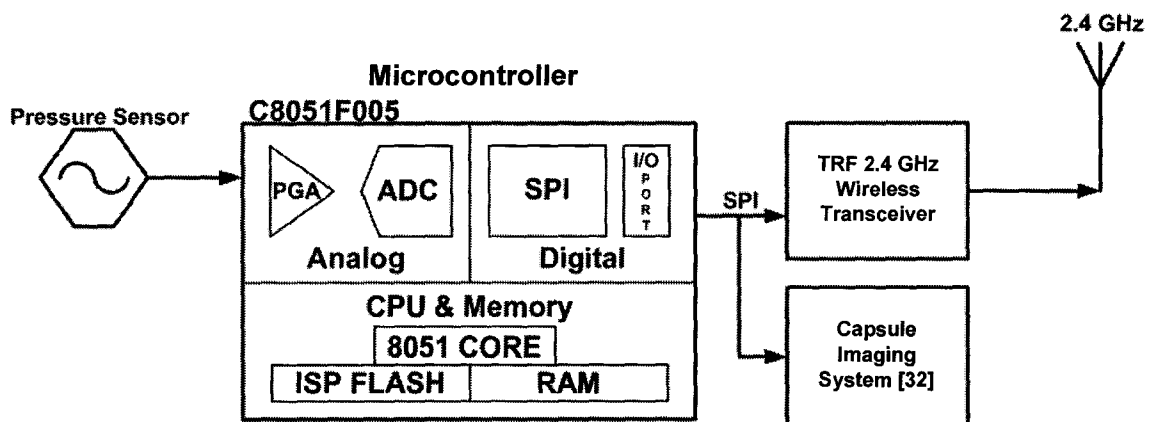 2.4 GHz
Microcontroller
C8051F005
Pressure Sensor
PGA
ADC
Analog
SPI
I/O
PORT
Digital
CPU & Memory
8051 CORE
ISP FLASH
RAM
SPI
TRF 2.4 GHz
Wireless
Transceiver
Capsule
Imaging
System [32]